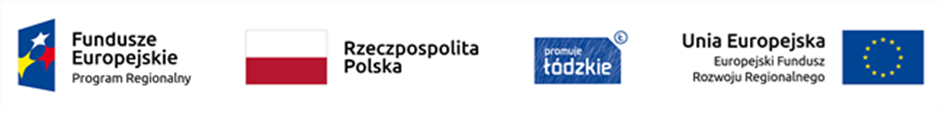 Fundusze
Europejskie
Program Regionalny
Rzeczpospolita
Polska
promuje
łódzkie
Ł
Unia Europejska
Europejski Fundusz
Rozwoju Regionalnego